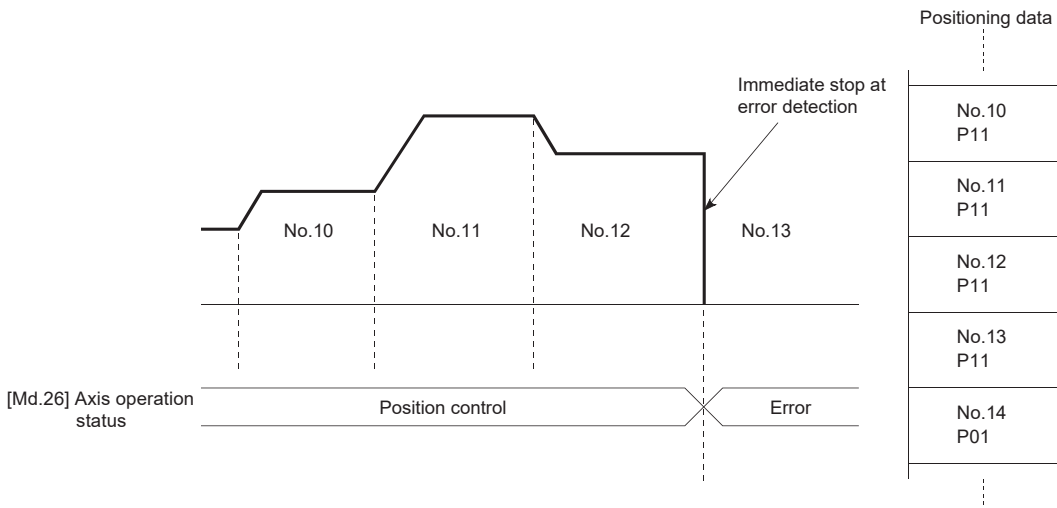 Positioning data
Immediate stop at
error detection
No.10
No.11
No.12
No.13
No.10
P11
No.11
P11
No.12
P11
No.13
P11
No.14
P01
[Md.26] Axis operation
status
Position control
Error